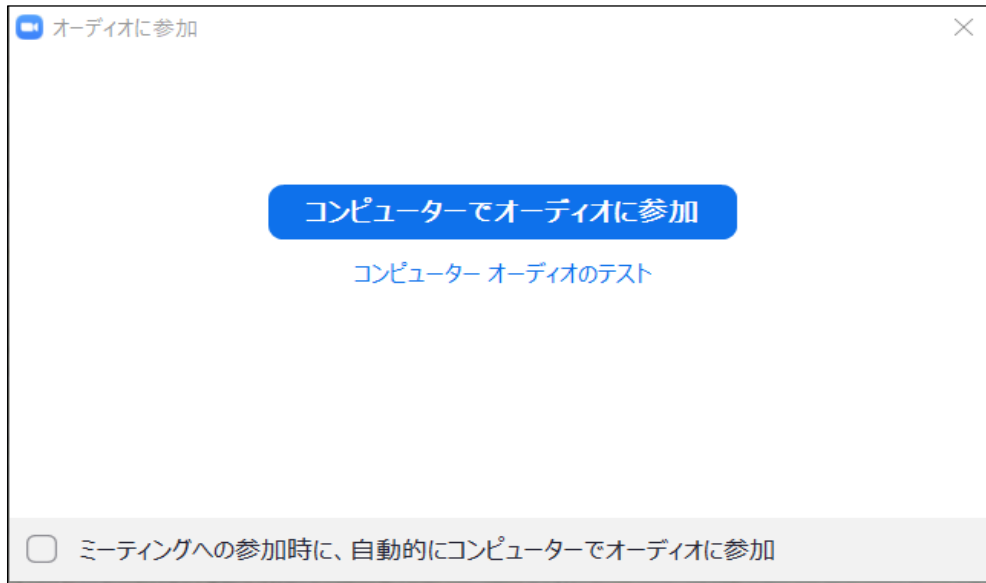 オーディオに参加
コンピューターでオーディオに参加
コンピューター オーディオのテスト
ミーティングへの参加時に、自動的にコンピューターでオーディオに参加